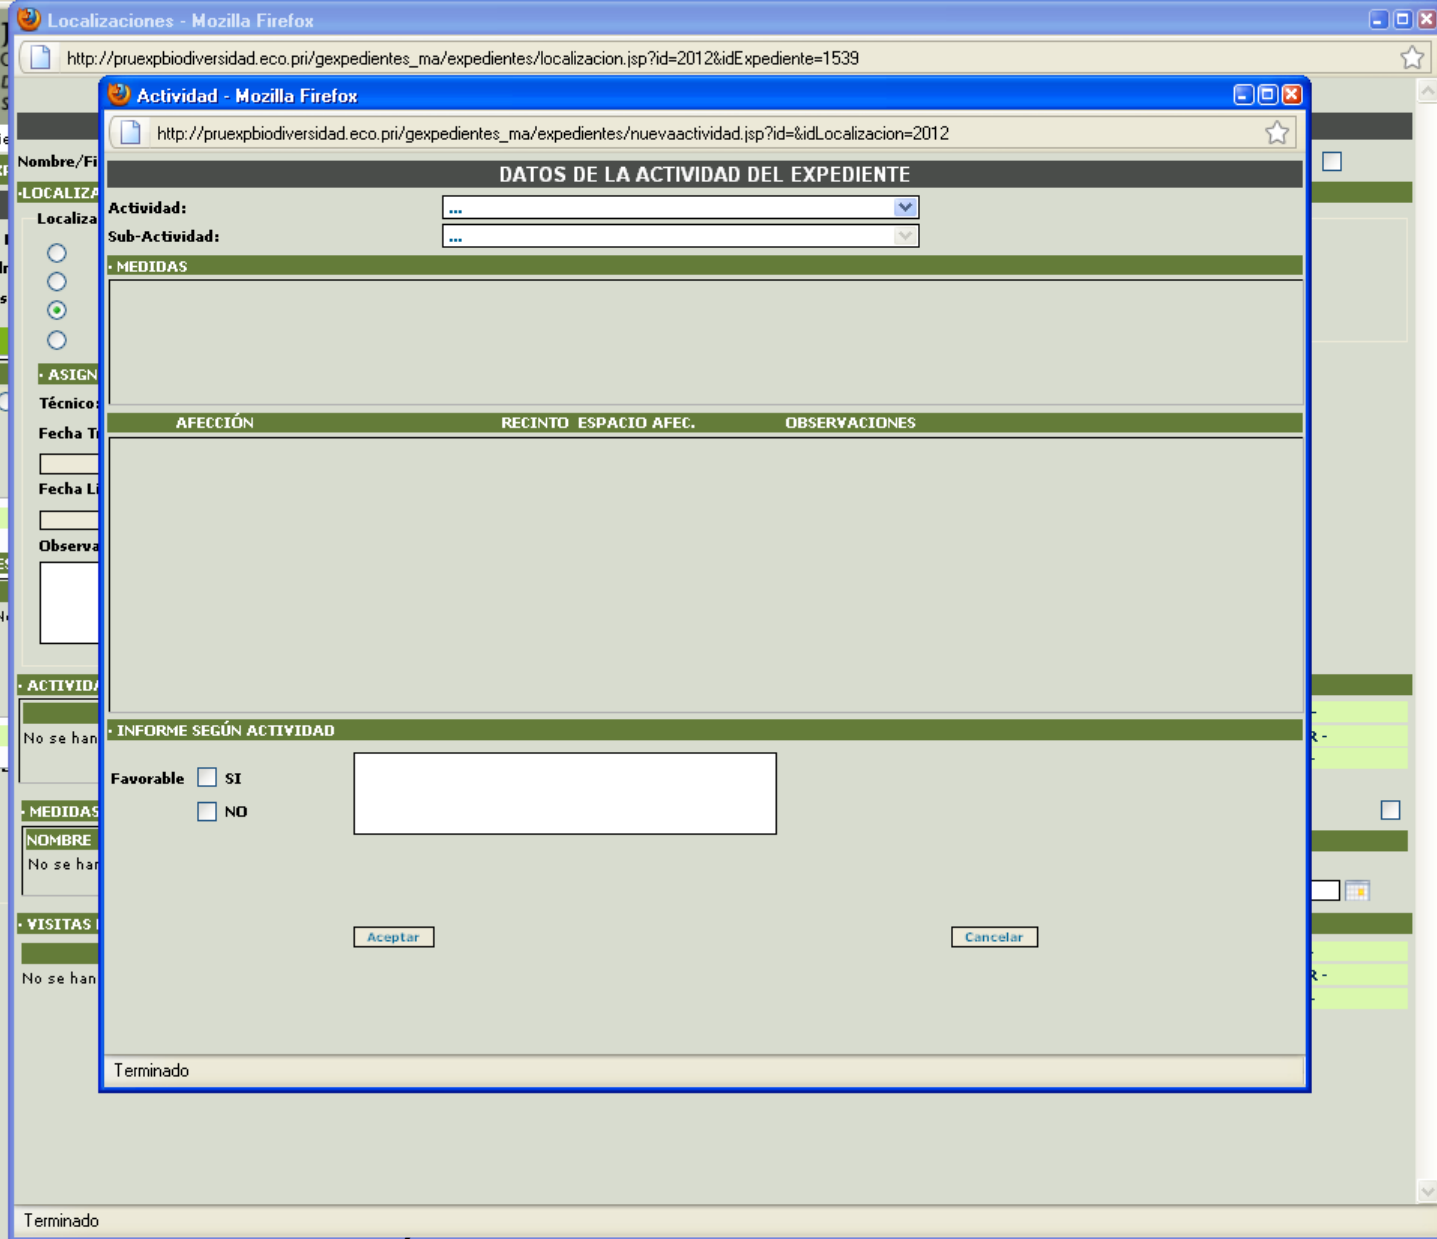 Localizaciones - Mozilla Firefox
http://pruexpbiodiversidad.eco.pri/gexpedientes_ma/expedientes/localizacion.jsp?id=2012&idExpediente=1539
Actividad - Mozilla Firefox
http://pruexpbiodiversidad.eco.pri/gexpedientes_ma/expedientes/nuevaactividad.jsp?id=&idLocalizacion=2012
Nombre/Fi
DATOS DE LA ACTIVIDAD DEL EXPEDIENTE
·LOCALIZA
Actividad: ...
Localiza
Sub-Actividad: ...
· MEDIDAS
· ASIGN
Técnico:
AFECCIÓN RECINTO ESPACIO AFEC. OBSERVACIONES
Fecha T
Fecha Li
Observa
· ACTIVIDA
· INFORME SEGÚN ACTIVIDAD
No se han
R -
Favorable SI
NO
· MEDIDAS
NOMBRE
No se han
· VISITAS
Aceptar Cancelar
No se han
R -
Terminado
Terminado